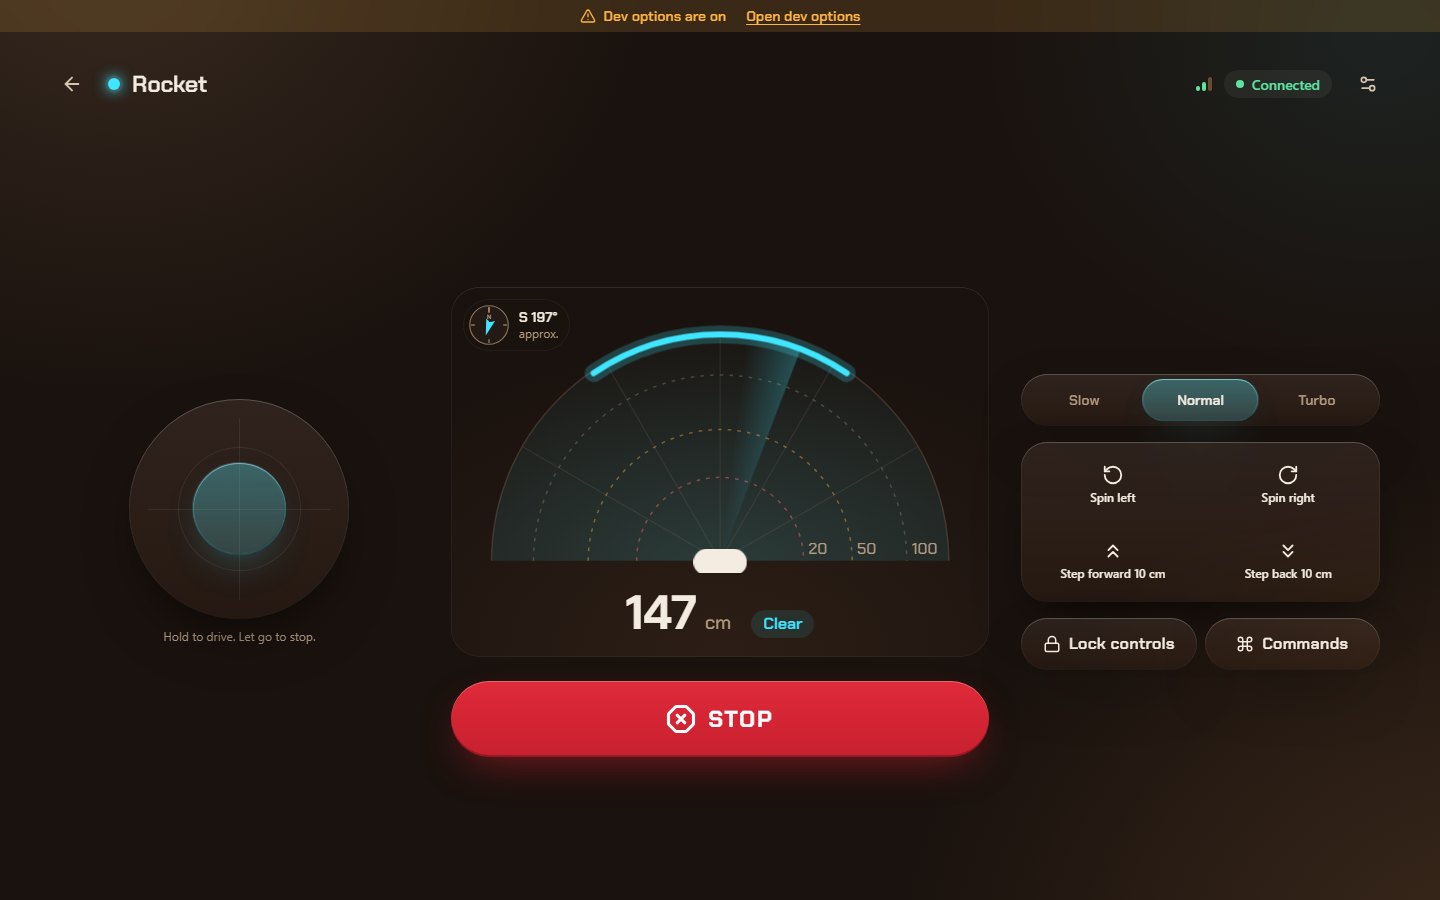 Dev options are on Open dev options
Rocket
Connected
N
S 197°
approx.
20 50 100
147 cm Clear
Hold to drive. Let go to stop.
STOP
Slow Normal Turbo
Spin left Spin right
Step forward 10 cm Step back 10 cm
Lock controls Commands